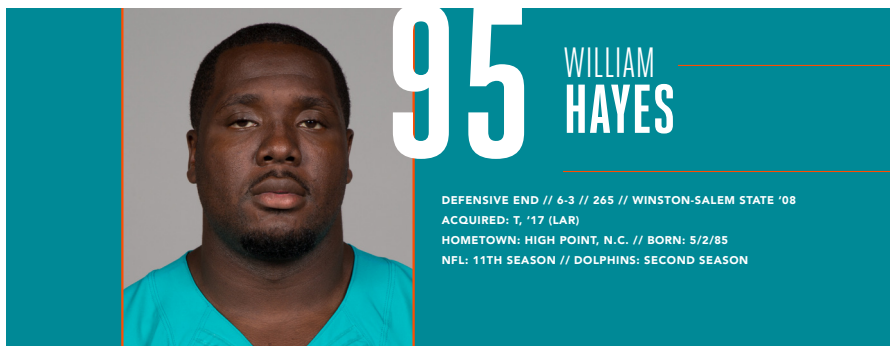 95
WILLIAM
HAYES
DEFENSIVE END // 6-3 // 265 // WINSTON-SALEM STATE ’08
ACQUIRED: T, ’17 (LAR)
HOMETOWN: HIGH POINT, N.C. // BORN: 5/2/85
NFL: 11TH SEASON // DOLPHINS: SECOND SEASON